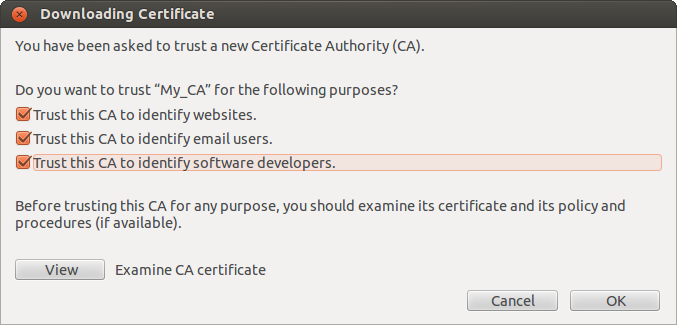 Downloading Certificate
You have been asked to trust a new Certificate Authority (CA).
Do you want to trust “My_CA” for the following purposes?
Trust this CA to identify websites.
Trust this CA to identify email users.
Trust this CA to identify software developers.
Before trusting this CA for any purpose, you should examine its certificate and its policy and
procedures (if available).
View Examine CA certificate
Cancel OK